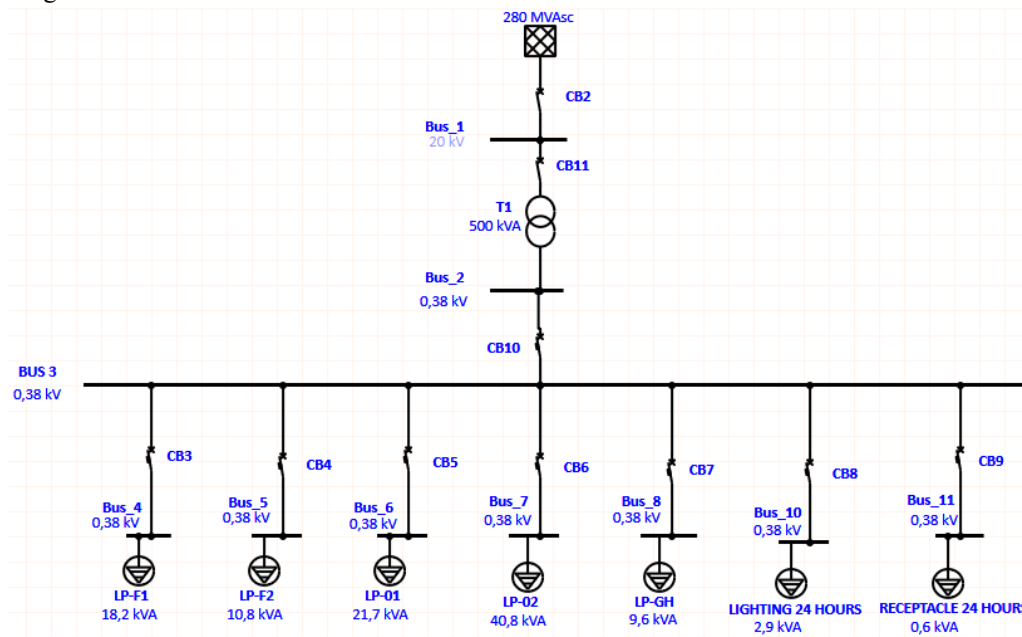 280 MVAsc
CB2
Bus_1
20 kV
CB11
T1
500 kVA
Bus_2
0,38 kV
CB10
BUS 3
0,38 kV
CB3
CB4
CB5
CB6
CB7
CB8
CB9
Bus_4
0,38 kV
Bus_5
0,38 kV
Bus_6
0,38 kV
Bus_7
0,38 kV
Bus_8
0,38 kV
Bus_10
0,38 kV
Bus_11
0,38 kV
LP-F1
18,2 kVA
LP-F2
10,8 kVA
LP-01
21,7 kVA
LP-02
40,8 kVA
LP-GH
9,6 kVA
LIGHTING 24 HOURS
2,9 kVA
RECEPTACLE 24 HOURS
0,6 kVA